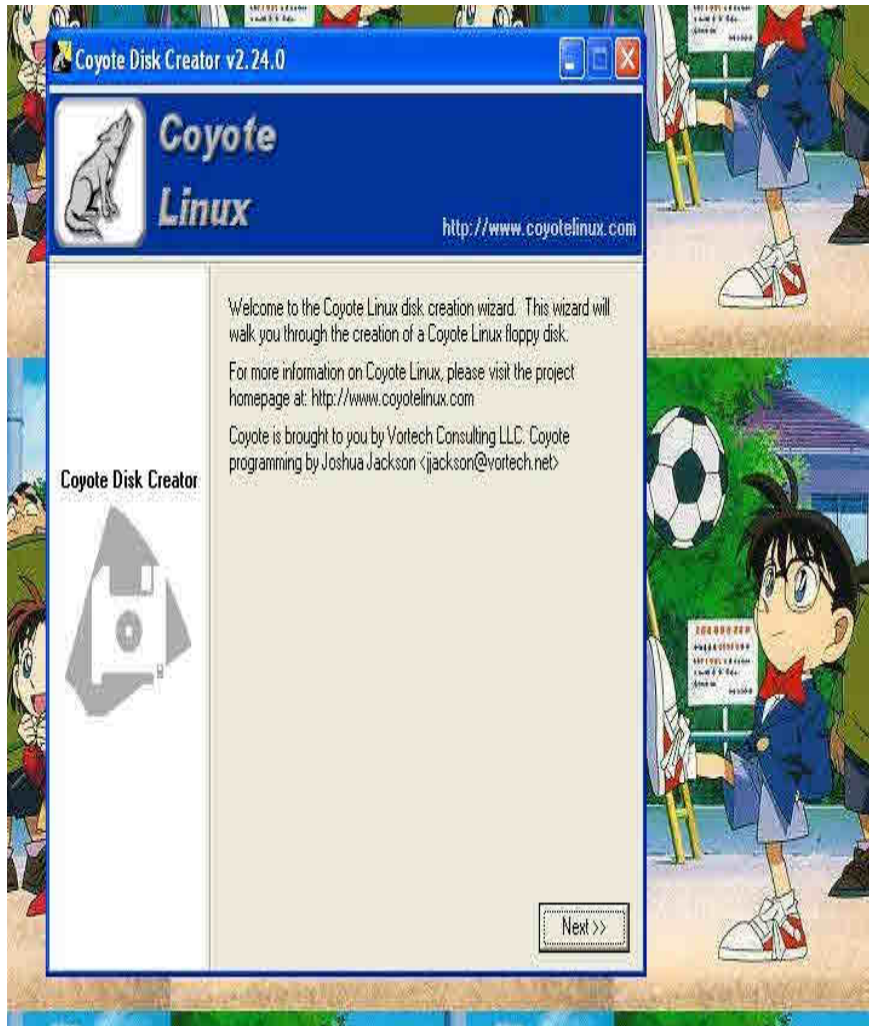 Coyote Disk Creator v2.24.0
Coyote
Linux
http://www.coyotelinux.com
Welcome to the Coyote Linux disk creation wizard. This wizard will
walk you through the creation of a Coyote Linux floppy disk.
For more information on Coyote Linux, please visit the project
homepage at: http://www.coyotelinux.com
Coyote is brought to you by Vortech Consulting LLC. Coyote
programming by Joshua Jackson <jjackson@vortech.net>
Coyote Disk Creator
Next >>